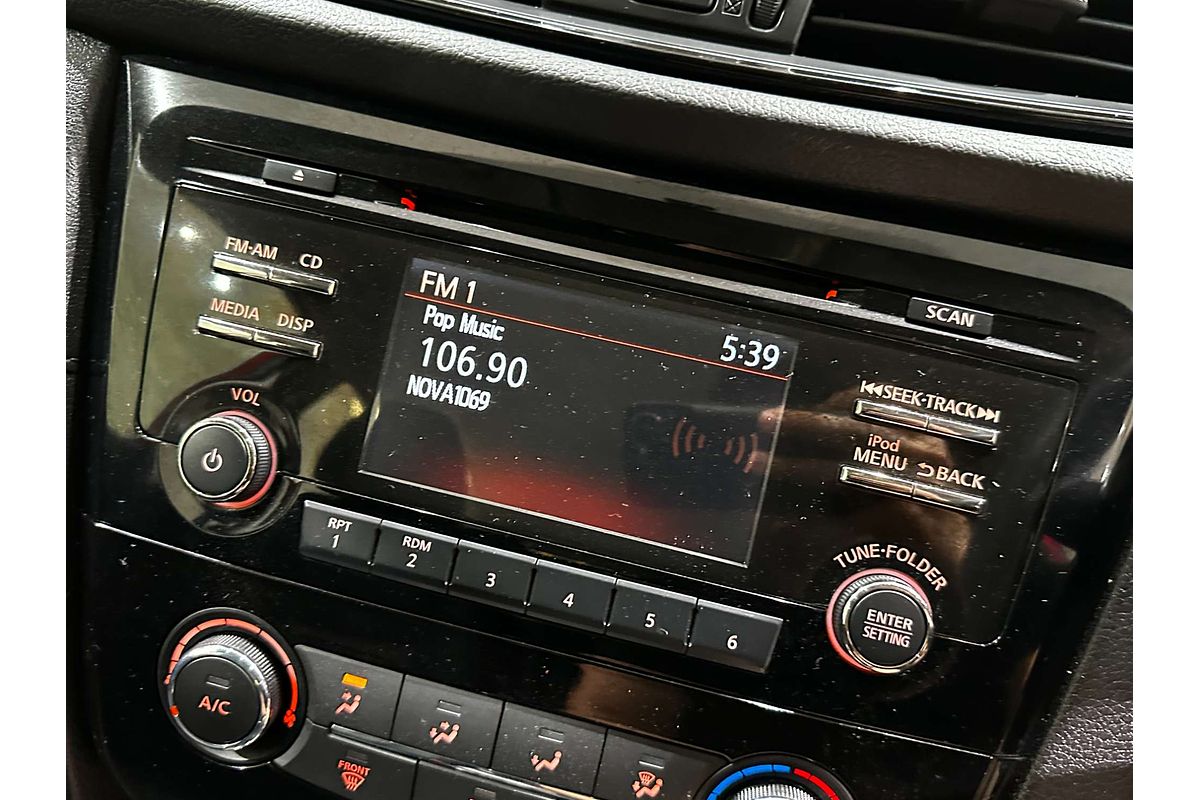 FM-AM CD
MEDIA DISP
VOL
FM 1
Pop Music
5:39
106.90
NOVA1069
SCAN
SEEK·TRACK
iPod
MENU BACK
TUNE·FOLDER
ENTER
SETTING
RPT
1
RDM
2
3
4
5
6
A/C
FRONT